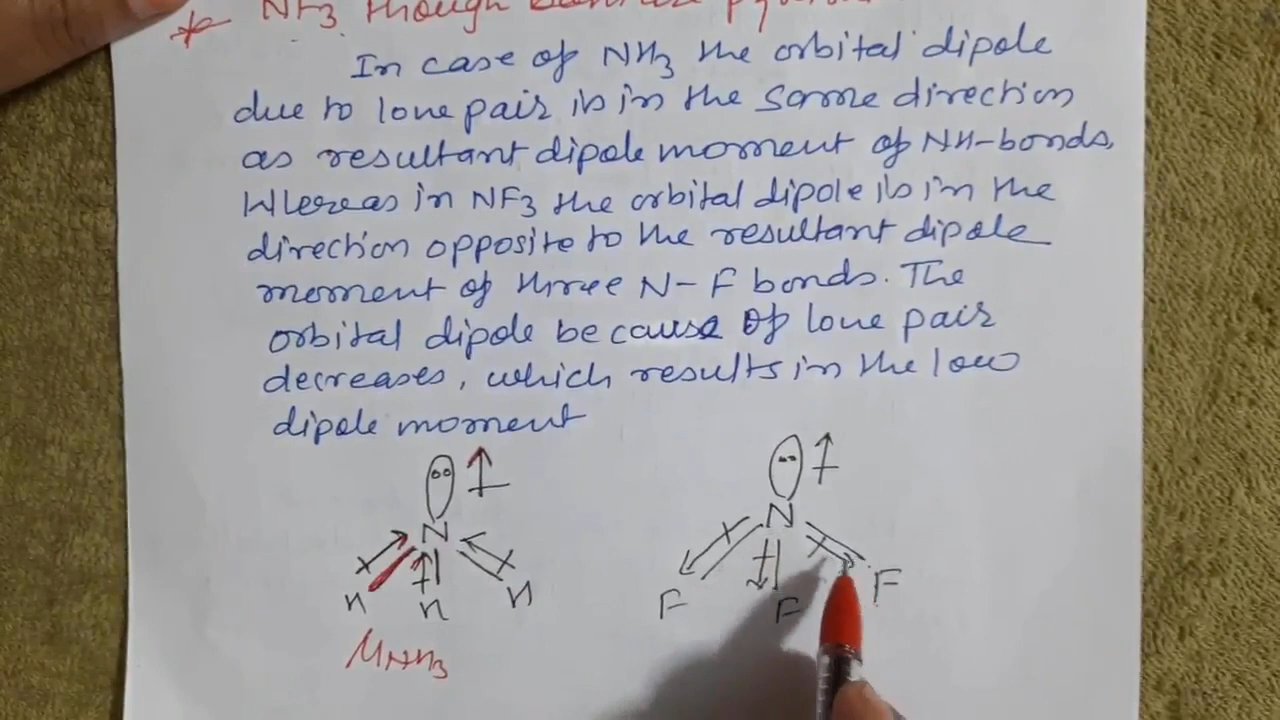 * NF3 though
In case of NH3 the orbital dipole
due to lone pair is in the same direction
as resultant dipole moment of NH-bonds.
Whereas in NF3 the orbital dipole is in the
direction opposite to the resultant dipole
moment of three N-F bonds. The
orbital dipole because of lone pair
decreases, which results in the low
dipole moment
N N
H H H F F F
μNH3